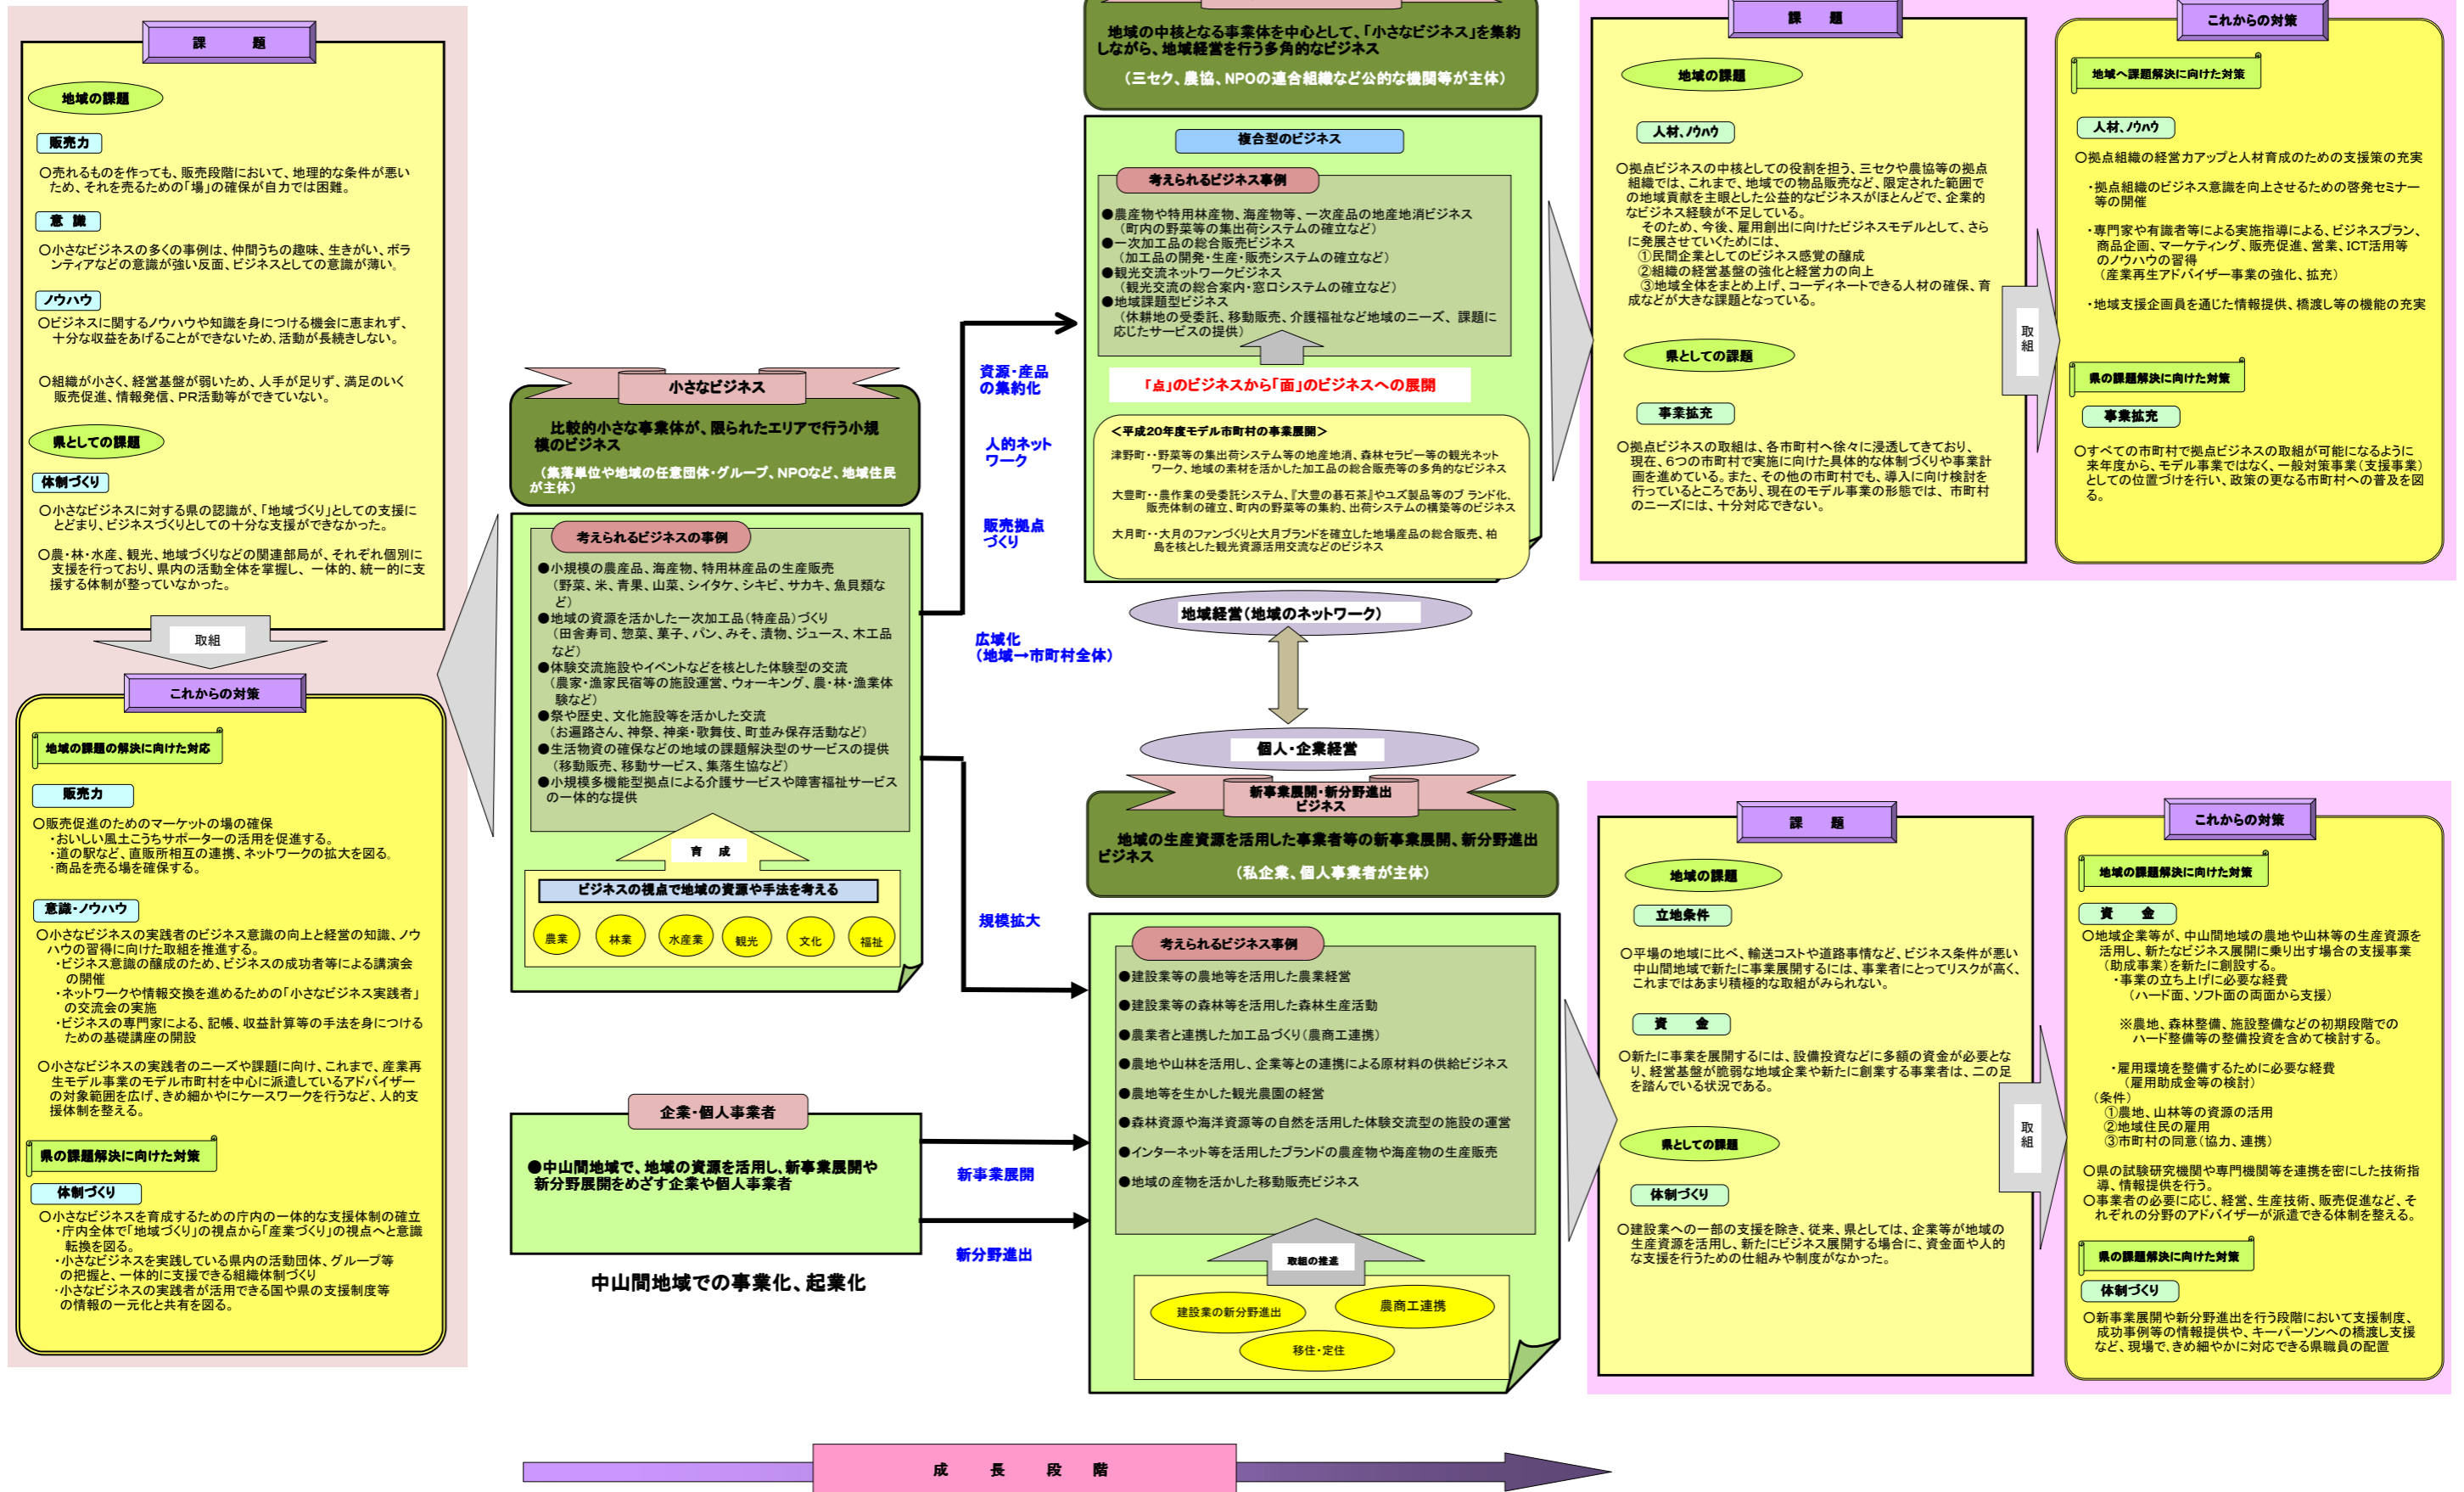 課　題
地域の課題
販売力
○売れるものを作っても、販売段階において、地理的な条件が悪い
ため、それを売るための「場」の確保が自力では困難。
意 識
○小さなビジネスの多くの事例は、仲間うちの趣味、生きがい、ボラ
ンティアなどの意識が強い反面、ビジネスとしての意識が薄い。
ノウハウ
○ビジネスに関するノウハウや知識を身につける機会に恵まれず、
十分な収益をあげることができないため、活動が長続きしない。
○組織が小さく、経営基盤が弱いため、人手が足りず、満足のいく
販売促進、情報発信、PR活動等ができていない。
県としての課題
体制づくり
○小さなビジネスに対する県の認識が、「地域づくり」としての支援に
とどまり、ビジネスづくりとしての十分な支援ができなかった。
○農・林・水産、観光、地域づくりなどの関連部局が、それぞれ個別に
支援を行っており、県内の活動全体を掌握し、一体的、統一的に支
援する体制が整っていなかった。
取組
これからの対策
地域の課題の解決に向けた対応
販売力
○販売促進のためのマーケットの場の確保
・おいしい風土こうちサポーターの活用を促進する。
・道の駅など、直販所相互の連携、ネットワークの拡大を図る。
・商品を売る場を確保する。
意識・ノウハウ
○小さなビジネスの実践者のビジネス意識の向上と経営の知識、ノウ
ハウの習得に向けた取組を推進する。
・ビジネス意識の醸成のため、ビジネスの成功者等による講演会
の開催
・ネットワークや情報交換を進めるための「小さなビジネス実践者」
の交流会の実施
・ビジネスの専門家による、記帳、収益計算等の手法を身につける
ための基礎講座の開設
○小さなビジネスの実践者のニーズや課題に向け、これまで、産業再
生モデル事業のモデル市町村を中心に派遣しているアドバイザー
の対象範囲を広げ、きめ細かやにケースワークを行うなど、人的支
援体制を整える。
県の課題解決に向けた対策
体制づくり
○小さなビジネスを育成するための庁内の一体的な支援体制の確立
・庁内全体で「地域づくり」の視点から「産業づくり」の視点へと意識
転換を図る。
・小さなビジネスを実践している県内の活動団体、グループ等
の把握と、一体的に支援できる組織体制づくり
・小さなビジネスの実践者が活用できる国や県の支援制度等
の情報の一元化と共有を図る。
小さなビジネス
比較的小さな事業体が、限られたエリアで行う小規
模のビジネス
（集落単位や地域の任意団体・グループ、NPOなど、地域住民
が主体）
考えられるビジネスの事例
●小規模の農産品、海産物、特用林産品の生産販売
（野菜、米、青果、山菜、シイタケ、シキビ、サカキ、魚貝類な
ど）
●地域の資源を活かした一次加工品（特産品）づくり
（田舎寿司、惣菜、菓子、パン、みそ、漬物、ジュース、木工品
など）
●体験交流施設やイベントなどを核とした体験型の交流
（農家・漁家民宿等の施設運営、ウォーキング、農・林・漁業体
験など）
●祭や歴史、文化施設等を活かした交流
（お遍路さん、神祭、神楽・歌舞伎、町並み保存活動など）
●生活物資の確保などの地域の課題解決型のサービスの提供
（移動販売、移動サービス、集落生協など）
●小規模多機能型拠点による介護サービスや障害福祉サービス
の一体的な提供
育　成
ビジネスの視点で地域の資源や手法を考える
農業
林業
水産業
観光
文化
福祉
企業・個人事業者
●中山間地域で、地域の資源を活用し、新事業展開や
新分野展開をめざす企業や個人事業者
中山間地域での事業化、起業化
資源・産品
の集約化
人的ネット
ワーク
販売拠点
づくり
広域化
（地域→市町村全体）
規模拡大
新事業展開
新分野進出
地域の中核となる事業体を中心として、「小さなビジネス」を集約
しながら、地域経営を行う多角的なビジネス
（三セク、農協、NPOの連合組織など公的な機関等が主体）
複合型のビジネス
考えられるビジネス事例
●農産物や特用林産物、海産物等、一次産品の地産地消ビジネス
（町内の野菜等の集出荷システムの確立など）
●一次加工品の総合販売ビジネス
（加工品の開発・生産・販売システムの確立など）
●観光交流ネットワークビジネス
（観光交流の総合案内・窓口システムの確立など）
●地域課題型ビジネス
（休耕地の受委託、移動販売、介護福祉など地域のニーズ、課題に
応じたサービスの提供）
「点」のビジネスから「面」のビジネスへの展開
＜平成20年度モデル市町村の事業展開＞
津野町・・野菜等の集出荷システム等の地産地消、森林セラピー等の観光ネット
ワーク、地域の素材を活かした加工品の総合販売等の多角的なビジネス
大豊町・・農作業の受委託システム、『大豊の碁石茶』やユズ製品等のブランド化、
販売体制の確立、町内の野菜等の集約、出荷システムの構築等のビジネス
大月町・・大月のファンづくりと大月ブランドを確立した地場産品の総合販売、柏
島を核とした観光資源活用交流などのビジネス
地域経営（地域のネットワーク）
個人・企業経営
新事業展開・新分野進出
ビジネス
地域の生産資源を活用した事業者等の新事業展開、新分野進出
ビジネス
（私企業、個人事業者が主体）
考えられるビジネス事例
●建設業等の農地等を活用した農業経営
●建設業等の森林等を活用した森林生産活動
●農業者と連携した加工品づくり（農商工連携）
●農地や山林を活用し、企業等との連携による原材料の供給ビジネス
●農地等を生かした観光農園の経営
●森林資源や海洋資源等の自然を活用した体験交流型の施設の運営
●インターネット等を活用したブランドの農産物や海産物の生産販売
●地域の産物を活かした移動販売ビジネス
取組の推進
建設業の新分野進出
農商工連携
移住・定住
課　題
地域の課題
人材、ノウハウ
○拠点ビジネスの中核としての役割を担う、三セクや農協等の拠点
組織では、これまで、地域での物品販売など、限定された範囲で
の地域貢献を主眼とした公益的なビジネスがほとんどで、企業的
なビジネス経験が不足している。
そのため、今後、雇用創出に向けたビジネスモデルとして、さら
に発展させていくためには、
①民間企業としてのビジネス感覚の醸成
②組織の経営基盤の強化と経営力の向上
③地域全体をまとめ上げ、コーディネートできる人材の確保、育
成などが大きな課題となっている。
県としての課題
事業拡充
○拠点ビジネスの取組は、各市町村へ徐々に浸透してきており、
現在、6つの市町村で実施に向けた具体的な体制づくりや事業計
画を進めている。また、その他の市町村でも、導入に向け検討を
行っているところであり、現在のモデル事業の形態では、市町村
のニーズには、十分対応できない。
取組
これからの対策
地域へ課題解決に向けた対策
人材、ノウハウ
○拠点組織の経営力アップと人材育成のための支援策の充実
・拠点組織のビジネス意識を向上させるための啓発セミナー
等の開催
・専門家や有識者等による実施指導による、ビジネスプラン、
商品企画、マーケティング、販売促進、営業、ICT活用等
のノウハウの習得
（産業再生アドバイザー事業の強化、拡充）
・地域支援企画員を通じた情報提供、橋渡し等の機能の充実
県の課題解決に向けた対策
事業拡充
○すべての市町村で拠点ビジネスの取組が可能になるように
来年度から、モデル事業ではなく、一般対策事業（支援事業）
としての位置づけを行い、政策の更なる市町村への普及を図
る。
課　題
地域の課題
立地条件
○平場の地域に比べ、輸送コストや道路事情など、ビジネス条件が悪い
中山間地域で新たに事業展開するには、事業者にとってリスクが高く、
これまではあまり積極的な取組がみられない。
資　金
○新たに事業を展開するには、設備投資などに多額の資金が必要とな
り、経営基盤が脆弱な地域企業や新たに創業する事業者は、二の足
を踏んでいる状況である。
県としての課題
体制づくり
○建設業への一部の支援を除き、従来、県としては、企業等が地域の
生産資源を活用し、新たにビジネス展開する場合に、資金面や人的
な支援を行うための仕組みや制度がなかった。
取組
これからの対策
地域の課題解決に向けた対策
資　金
○地域企業等が、中山間地域の農地や山林等の生産資源を
活用し、新たなビジネス展開に乗り出す場合の支援事業
（助成事業）を新たに創設する。
・事業の立ち上げに必要な経費
（ハード面、ソフト面の両面から支援）
※農地、森林整備、施設整備などの初期段階での
ハード整備等の整備投資を含めて検討する。
・雇用環境を整備するために必要な経費
（雇用助成金等の検討）
（条件）
①農地、山林等の資源の活用
②地域住民の雇用
③市町村の同意（協力、連携）
○県の試験研究機関や専門機関等を連携を密にした技術指
導、情報提供を行う。
○事業者の必要に応じ、経営、生産技術、販売促進など、そ
れぞれの分野のアドバイザーが派遣できる体制を整える。
県の課題解決に向けた対策
体制づくり
○新事業展開や新分野進出を行う段階において支援制度、
成功事例等の情報提供や、キーパーソンへの橋渡し支援
など、現場で、きめ細やかに対応できる県職員の配置
成　長　段　階